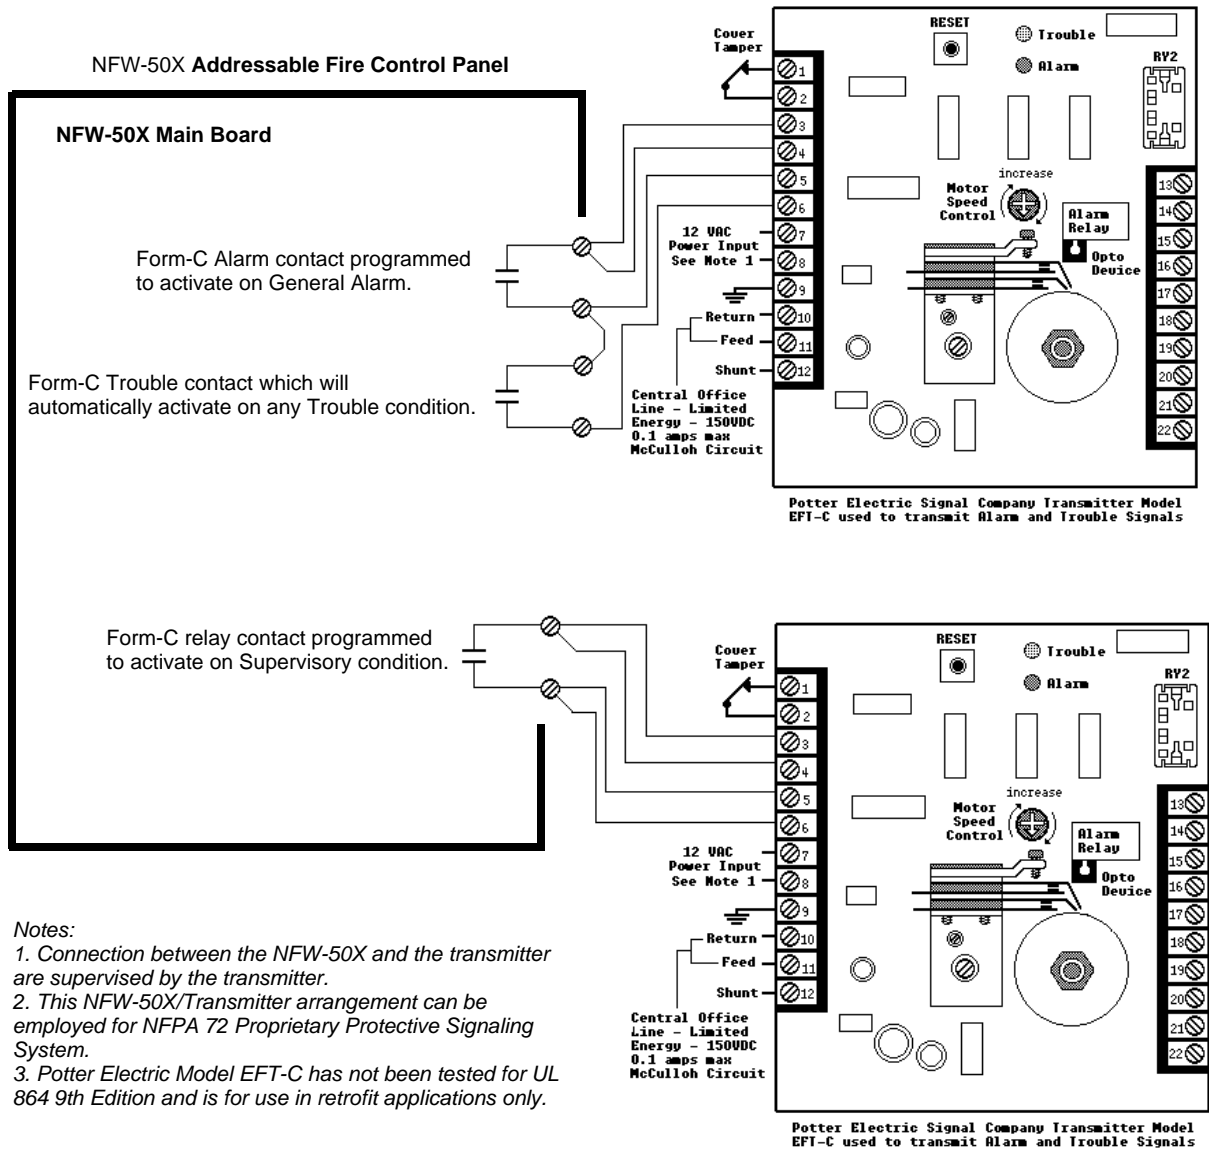 NFW-50X Addressable Fire Control Panel
NFW-50X Main Board
Form-C Alarm contact programmed
to activate on General Alarm.
Form-C Trouble contact which will
automatically activate on any Trouble condition.
Cover
Tamper
1
2
3
4
5
6
7
8
9
10
11
12
12 VAC
Power Input
See Note 1
Return
Feed
Shunt
Central Office
Line - Limited
Energy - 150VDC
0.1 amps max
McCulloh Circuit
RESET
Trouble
Alarm
RY2
increase
Motor
Speed
Control
Alarm
Relay
Opto
Device
13
14
15
16
17
18
19
20
21
22
Potter Electric Signal Company Transmitter Model
EFT-C used to transmit Alarm and Trouble Signals
Form-C relay contact programmed
to activate on Supervisory condition.
Cover
Tamper
1
2
3
4
5
6
7
8
9
10
11
12
12 VAC
Power Input
See Note 1
Return
Feed
Shunt
Central Office
Line - Limited
Energy - 150VDC
0.1 amps max
McCulloh Circuit
RESET
Trouble
Alarm
RY2
increase
Motor
Speed
Control
Alarm
Relay
Opto
Device
13
14
15
16
17
18
19
20
21
22
Potter Electric Signal Company Transmitter Model
EFT-C used to transmit Alarm and Trouble Signals
Notes:
1. Connection between the NFW-50X and the transmitter
are supervised by the transmitter.
2. This NFW-50X/Transmitter arrangement can be
employed for NFPA 72 Proprietary Protective Signaling
System.
3. Potter Electric Model EFT-C has not been tested for UL
864 9th Edition and is for use in retrofit applications only.